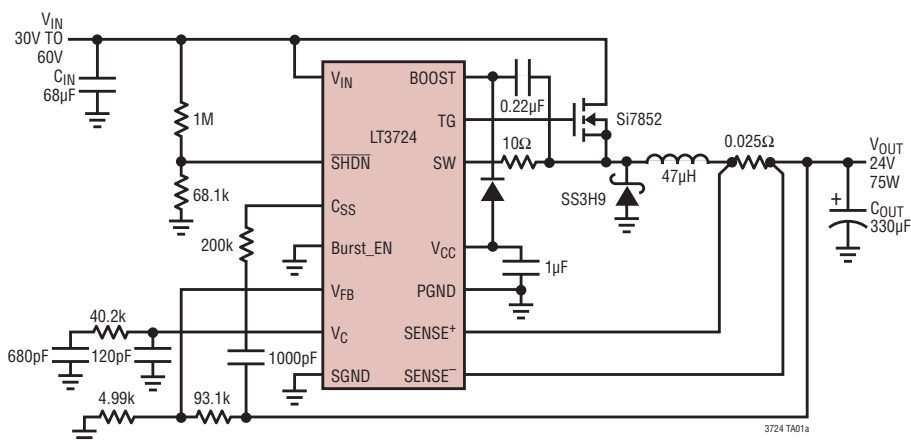 VIN
30V TO
60V
CIN
68µF
1M
68.1k
200k
40.2k
680pF
120pF
1000pF
4.99k
93.1k
VIN
BOOST
TG
LT3724
SHDN
SW
CSS
Burst_EN
VCC
VFB
PGND
VC
SENSE+
SGND
SENSE–
0.22µF
Si7852
10Ω
47µH
0.025Ω
SS3H9
1µF
VOUT
24V
75W
+
COUT
330µF
3724 TA01a